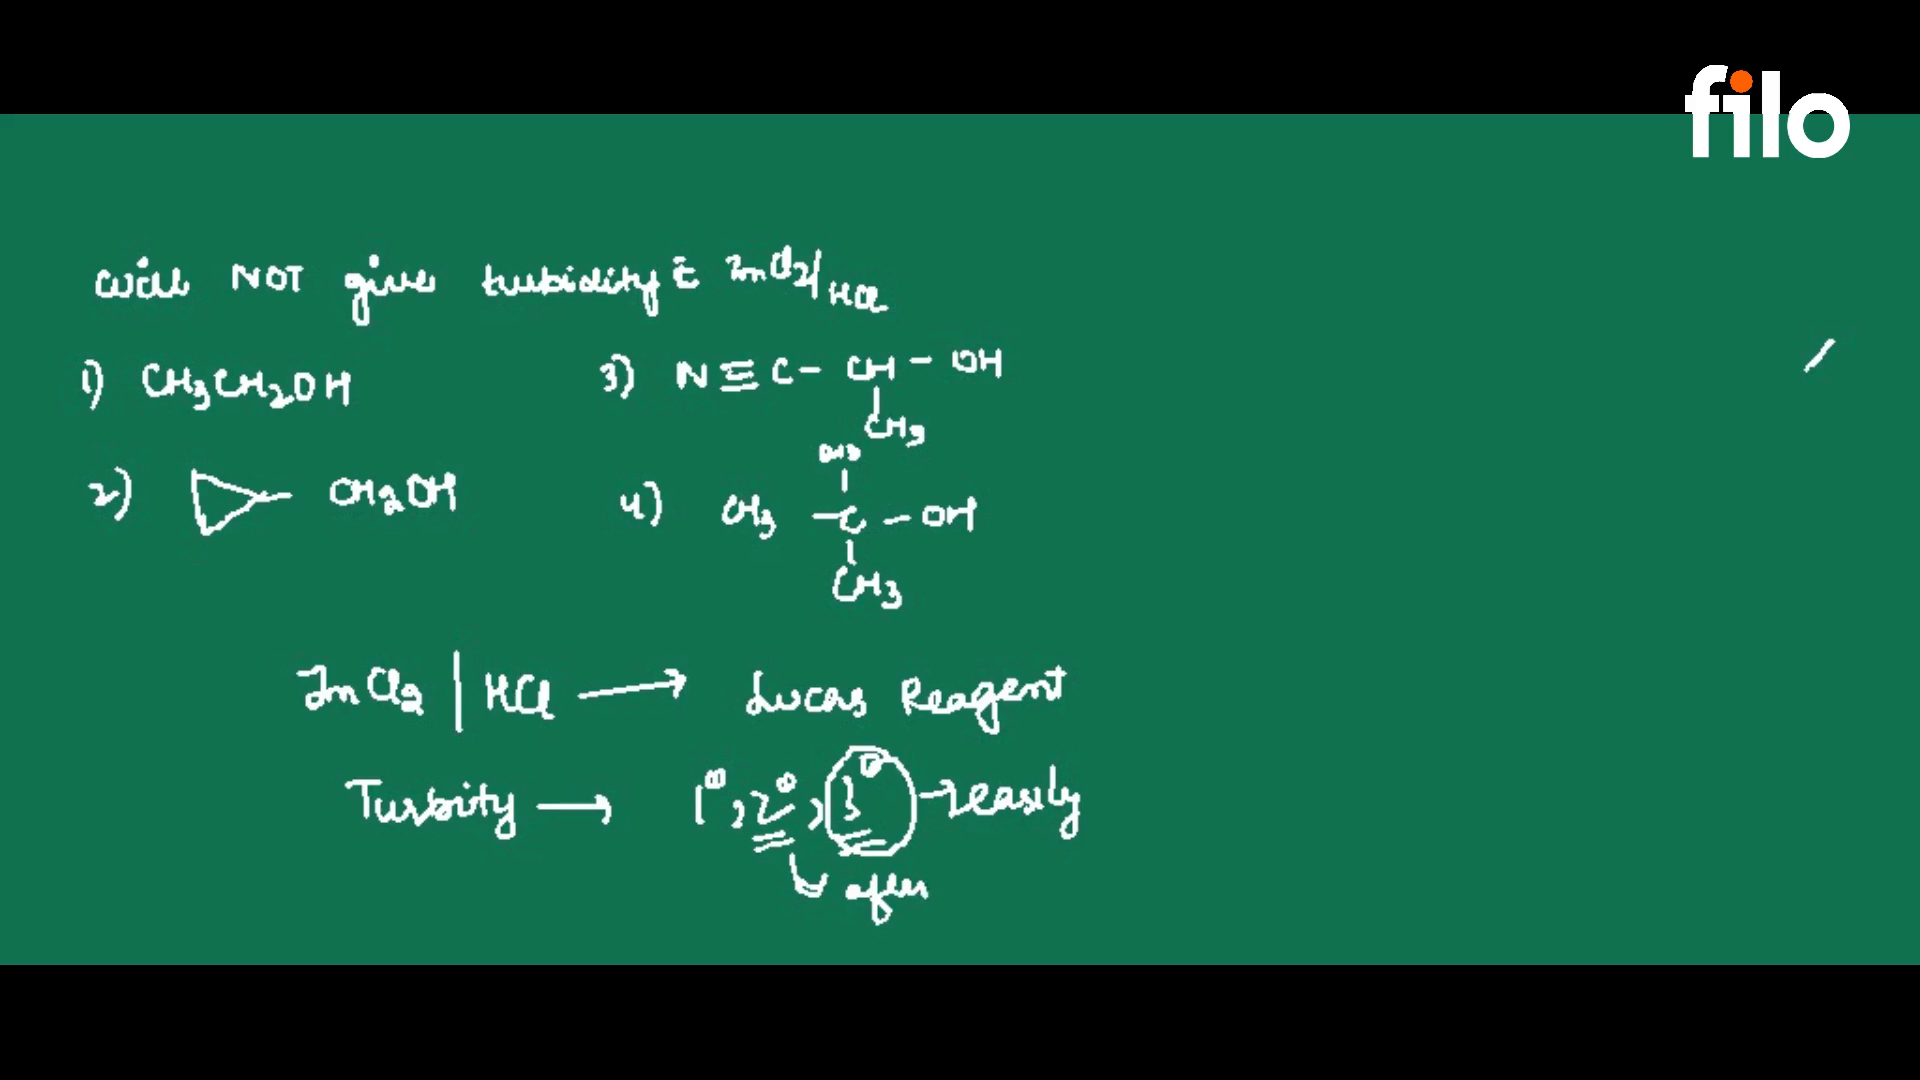 filo
will NOT give turbidity c̄ ZnCl2/HCl
1) CH3CH2OH
3) N≡C-CH-OH
CH3
2) CH2OH
4) CH3-C-OH
CH3
CH3
ZnCl2 | HCl → Lucas Reagent
Turbity → 1°, 2°, 3° → easily
after